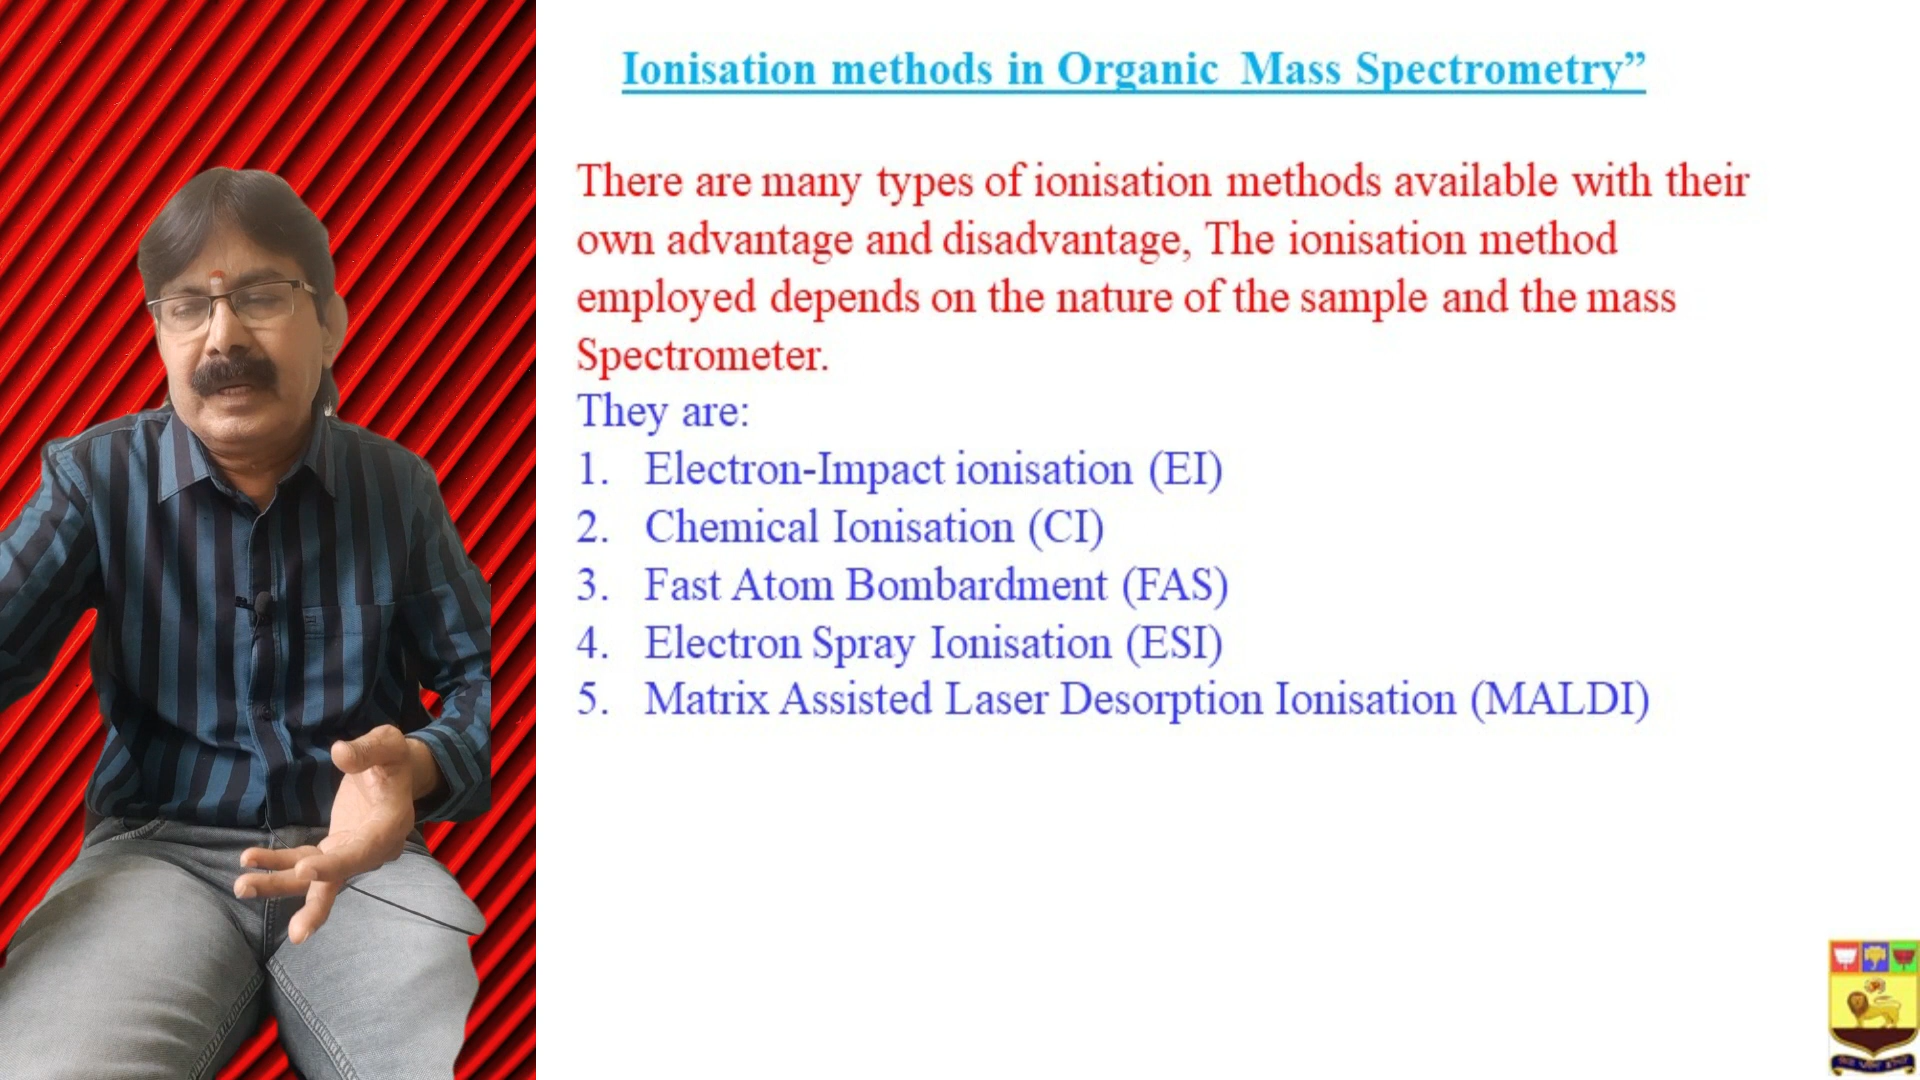 Ionisation methods in Organic Mass Spectrometry”
There are many types of ionisation methods available with their
own advantage and disadvantage, The ionisation method
employed depends on the nature of the sample and the mass
Spectrometer.
They are:
1. Electron-Impact ionisation (EI)
2. Chemical Ionisation (CI)
3. Fast Atom Bombardment (FAS)
4. Electron Spray Ionisation (ESI)
5. Matrix Assisted Laser Desorption Ionisation (MALDI)